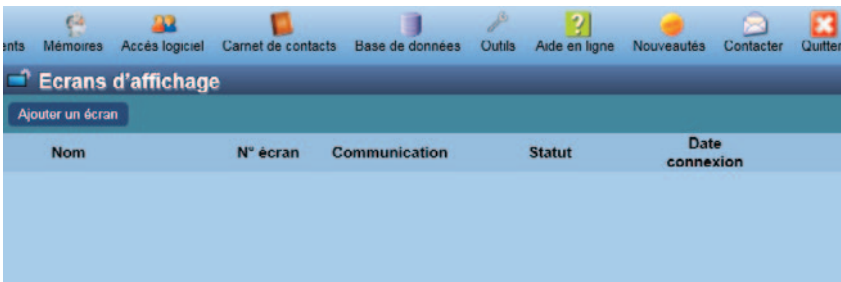 ents Mémoires Accés logiciel Carnet de contacts Base de données Outils Aide en ligne Nouveautés Contacter Quitter
Ecrans d'affichage
Ajouter un écran
Nom N° écran Communication Statut Date connexion